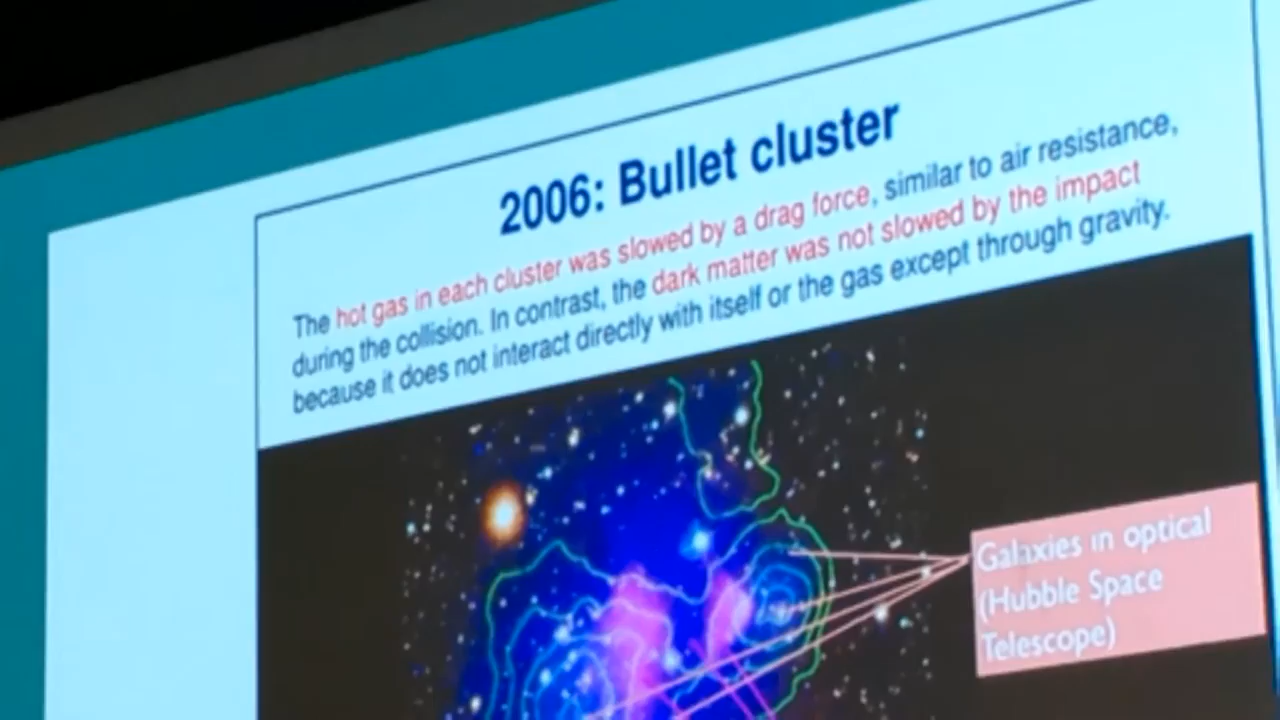 2006: Bullet cluster
The hot gas in each cluster was slowed by a drag force, similar to air resistance,
during the collision. In contrast, the dark matter was not slowed by the impact
because it does not interact directly with itself or the gas except through gravity.
Galaxies in optical
(Hubble Space
Telescope)